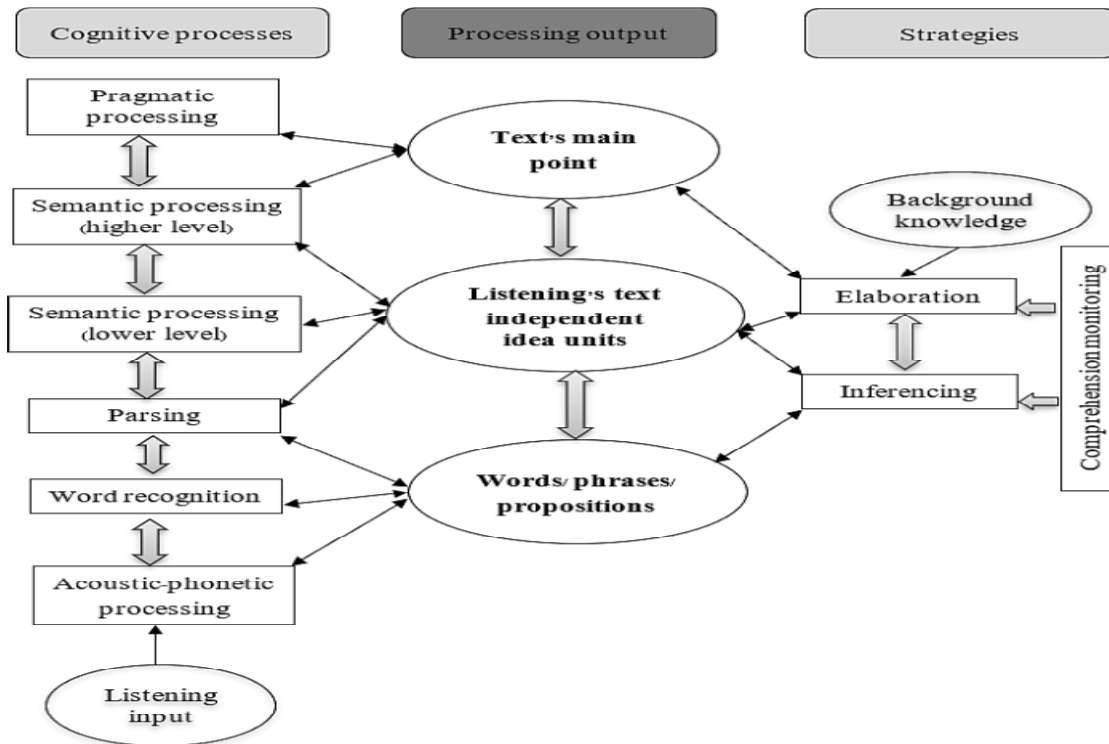 Cognitive processes
Processing output
Strategies
Pragmatic
processing
Semantic processing
(higher level)
Semantic processing
(lower level)
Parsing
Word recognition
Acoustic-phonetic
processing
Listening
input
Text,s main
point
Listening,s text
independent
idea units
Words/ phrases/
propositions
Background
knowledge
Elaboration
Inferencing
Comprehension monitoring